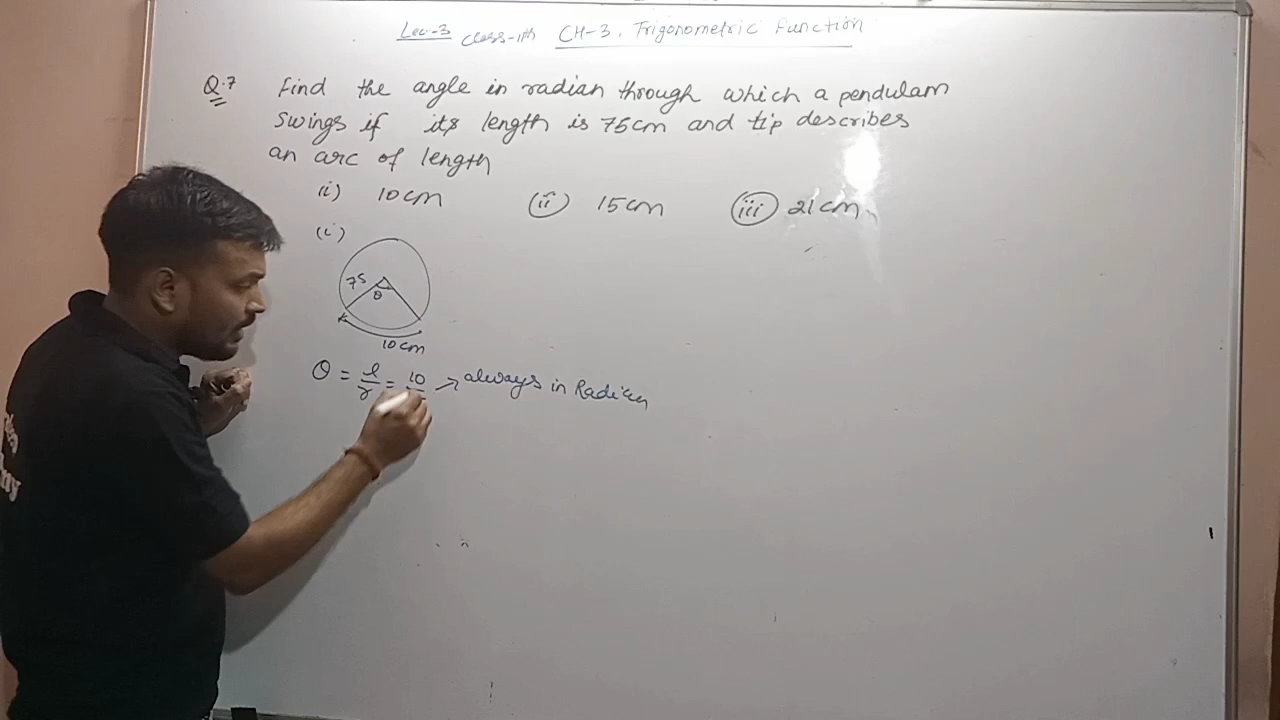 Lec-3 Class-11th CH-3. Trigonometric Function
Q.7 Find the angle in radian through which a pendulam
swings if its length is 75cm and tip describes
an arc of length
(i) 10cm (ii) 15cm (iii) 21cm
(i)
75
θ
10cm
θ = l/r = 10 → always in Radian